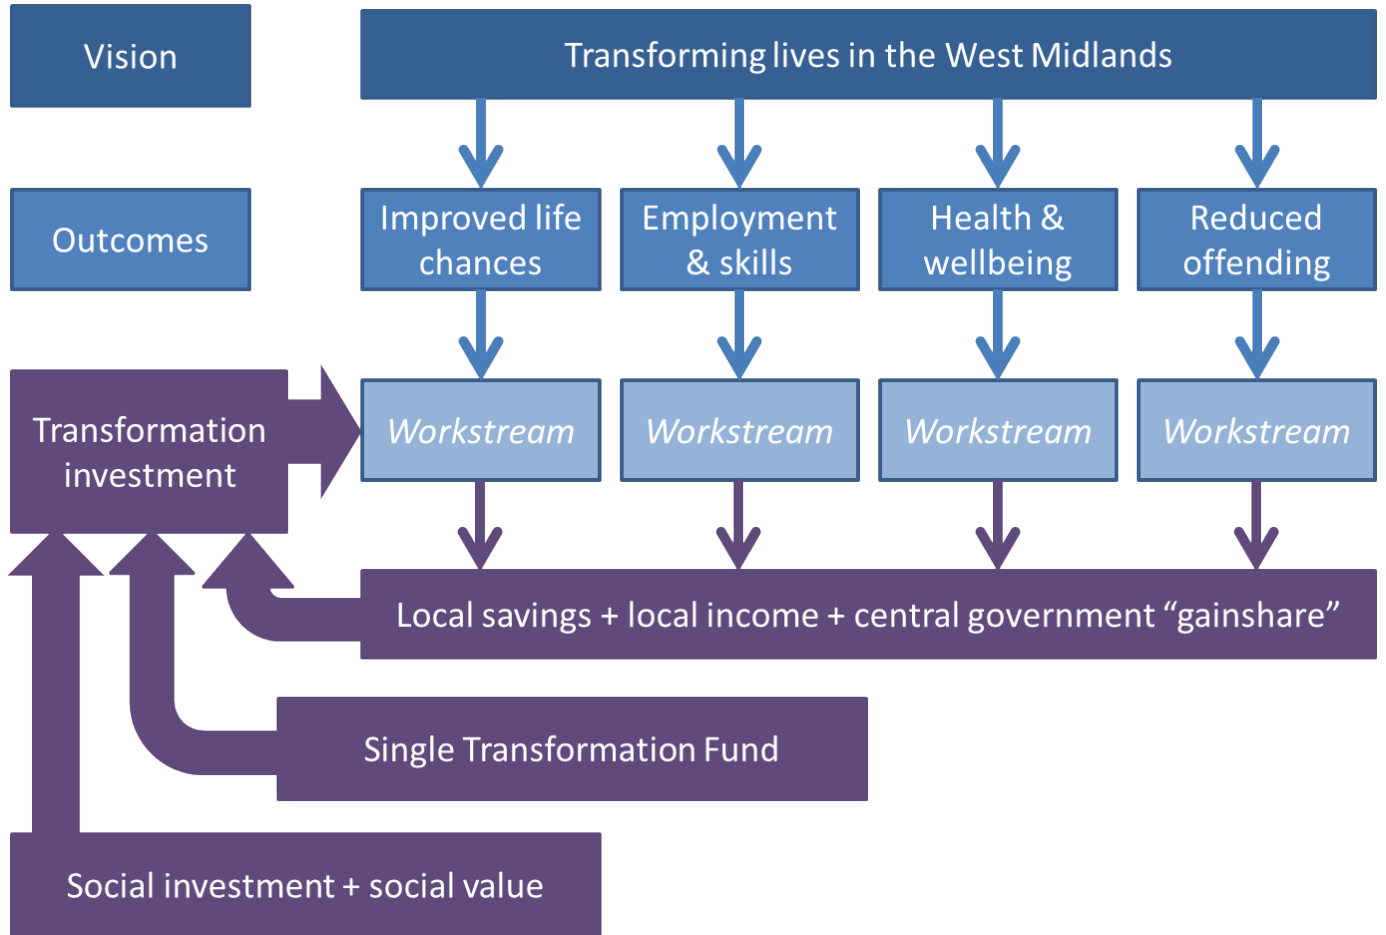 Vision
Transforming lives in the West Midlands
Outcomes
Improved life
chances
Employment
& skills
Health &
wellbeing
Reduced
offending
Transformation
investment
Workstream
Workstream
Workstream
Workstream
Local savings + local income + central government “gainshare”
Single Transformation Fund
Social investment + social value